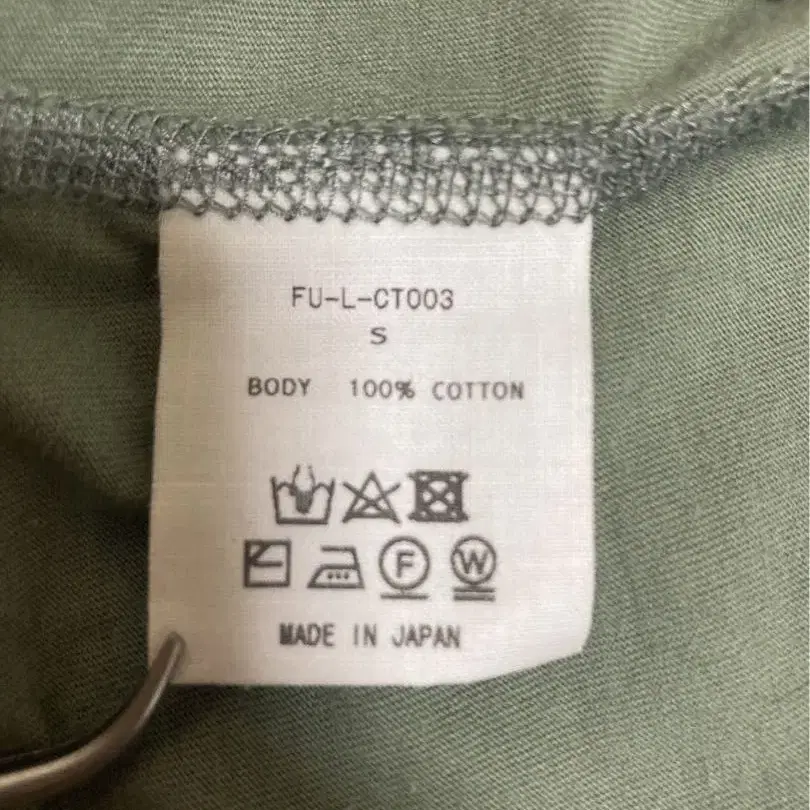 FU-L-CT003
S
BODY 100% COTTON
F W
MADE IN JAPAN